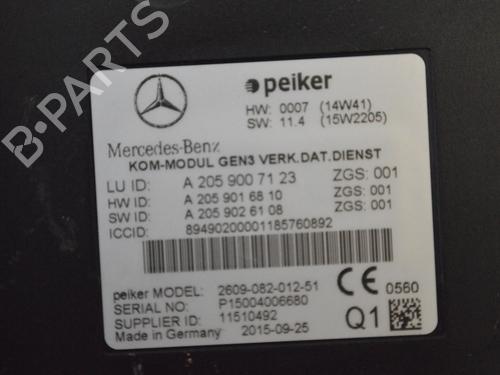 peiker
HW: 0007 (14W41)
SW: 11.4 (15W2205)
Mercedes-Benz
KOM-MODUL GEN3 VERK.DAT.DIENST
LU ID: A 205 900 71 23 ZGS: 001
HW ID: A 205 901 68 10 ZGS: 001
SW ID: A 205 902 61 08 ZGS: 001
ICCID: 89490200001185760892
peiker MODEL: 2609-082-012-51
SERIAL NO: P15004006680
SUPPLIER ID: 11510492
Made in Germany 2015-09-25
CE 0560
Q1
B-PARTS